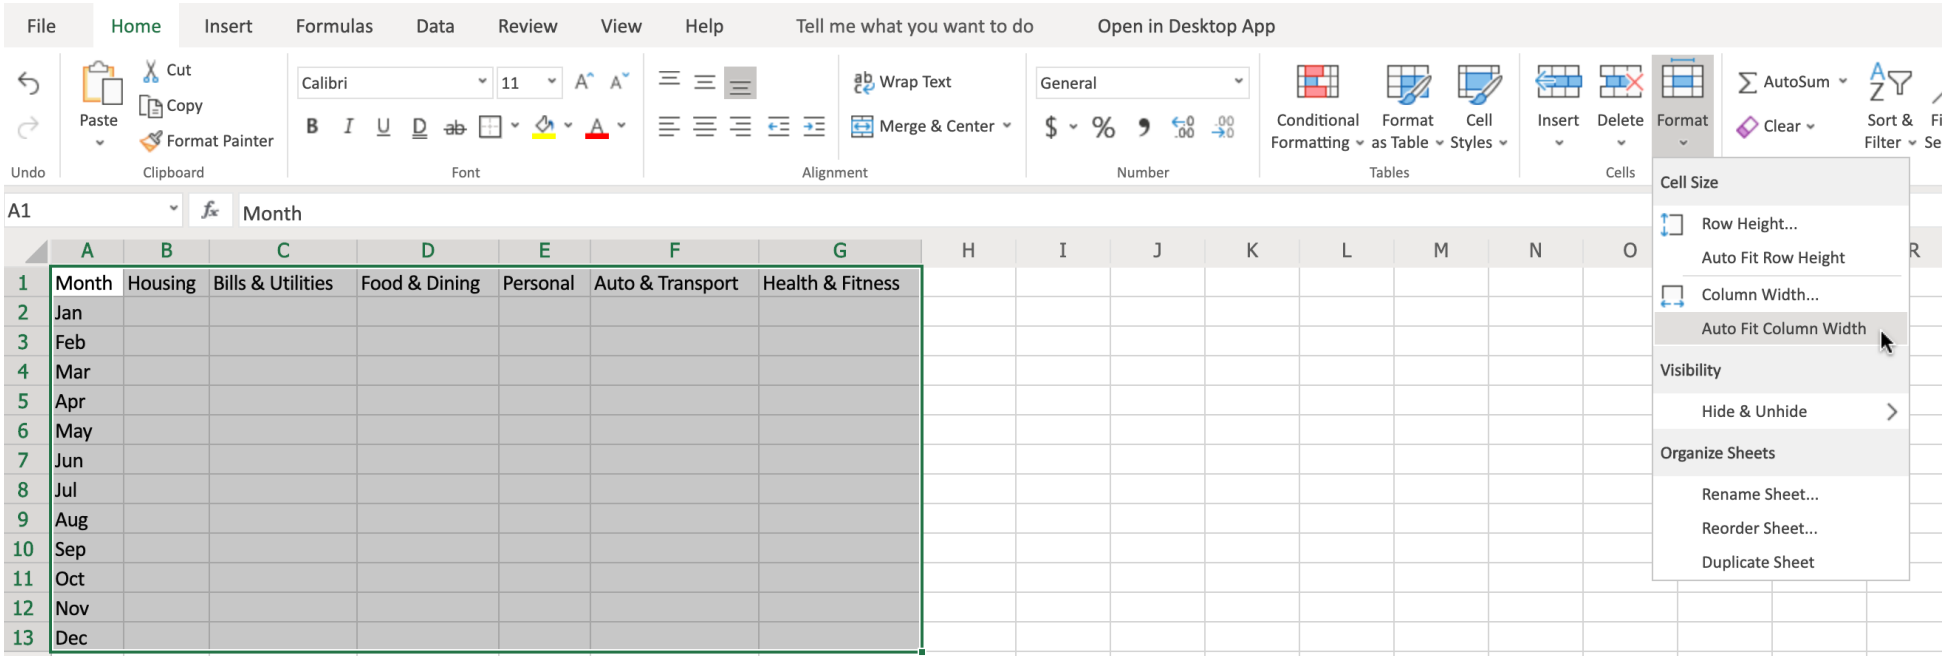 File Home Insert Formulas Data Review View Help Tell me what you want to do Open in Desktop App
Cut
Copy
Format Painter
Paste
Undo
Clipboard
Calibri 11 A A
B I U D ab A
Font
Wrap Text
Merge & Center
Alignment
General
$ % .00 .00
Number
Conditional
Formatting
Format
as Table
Cell
Styles
Tables
Insert Delete Format
Cells
AutoSum
Clear
Sort &
Filter
Fi
Se
A1 fx Month
A B C D E F G H I J K L M N O R
1 Month Housing Bills & Utilities Food & Dining Personal Auto & Transport Health & Fitness
2 Jan
3 Feb
4 Mar
5 Apr
6 May
7 Jun
8 Jul
9 Aug
10 Sep
11 Oct
12 Nov
13 Dec
Cell Size
Row Height...
Auto Fit Row Height
Column Width...
Auto Fit Column Width
Visibility
Hide & Unhide
Organize Sheets
Rename Sheet...
Reorder Sheet...
Duplicate Sheet